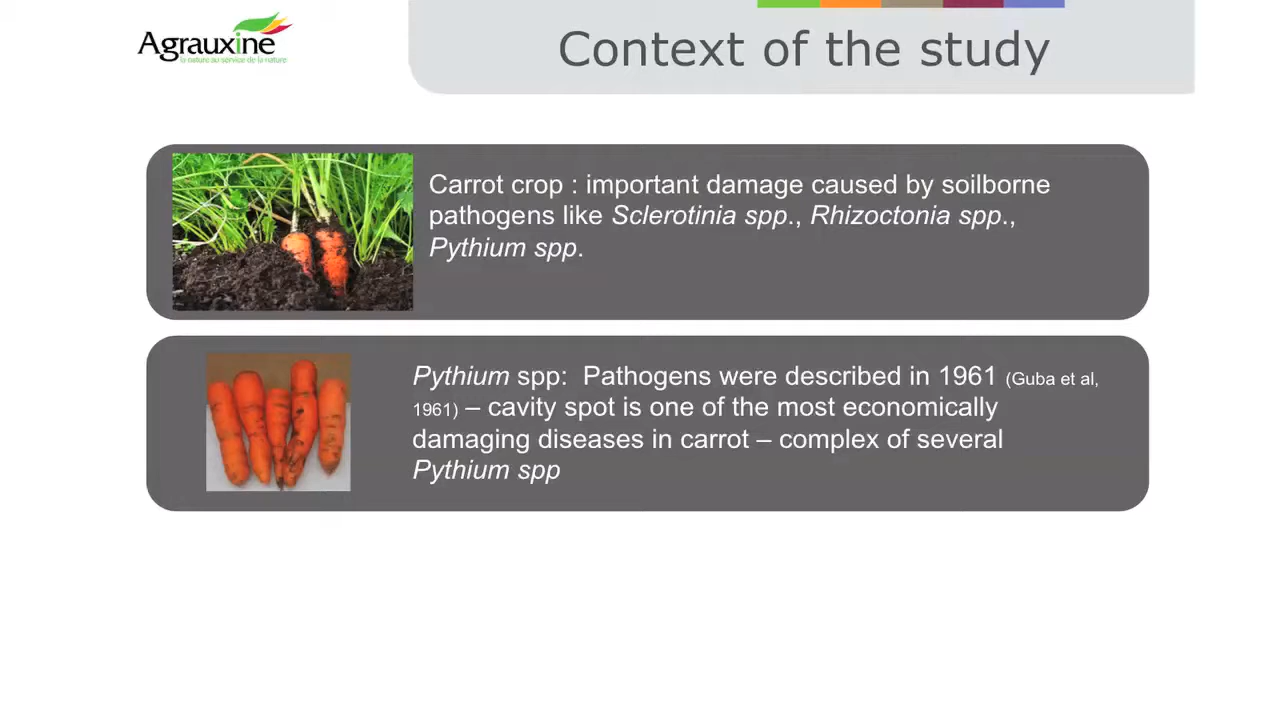 Agrauxine
la nature au service de la nature
Context of the study
Carrot crop : important damage caused by soilborne
pathogens like Sclerotinia spp., Rhizoctonia spp.,
Pythium spp.
Pythium spp:  Pathogens were described in 1961 (Guba et al,
1961) – cavity spot is one of the most economically
damaging diseases in carrot – complex of several
Pythium spp